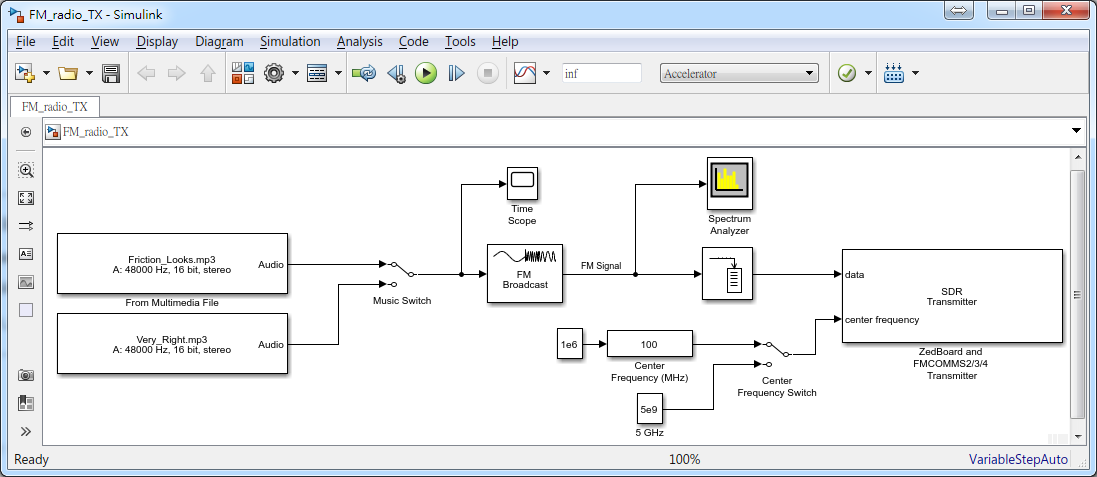 FM_radio_TX - Simulink
File Edit View Display Diagram Simulation Analysis Code Tools Help
inf
Accelerator
FM_radio_TX
FM_radio_TX
Time
Scope
Spectrum
Analyzer
Friction_Looks.mp3
A: 48000 Hz, 16 bit, stereo
Audio
From Multimedia File
Music Switch
FM
Broadcast
FM Signal
data
SDR
Transmitter
center frequency
ZedBoard and
FMCOMMS2/3/4
Transmitter
Very_Right.mp3
A: 48000 Hz, 16 bit, stereo
Audio
1e6
100
Center
Frequency (MHz)
Center
Frequency Switch
5e9
5 GHz
Ready
100%
VariableStepAuto